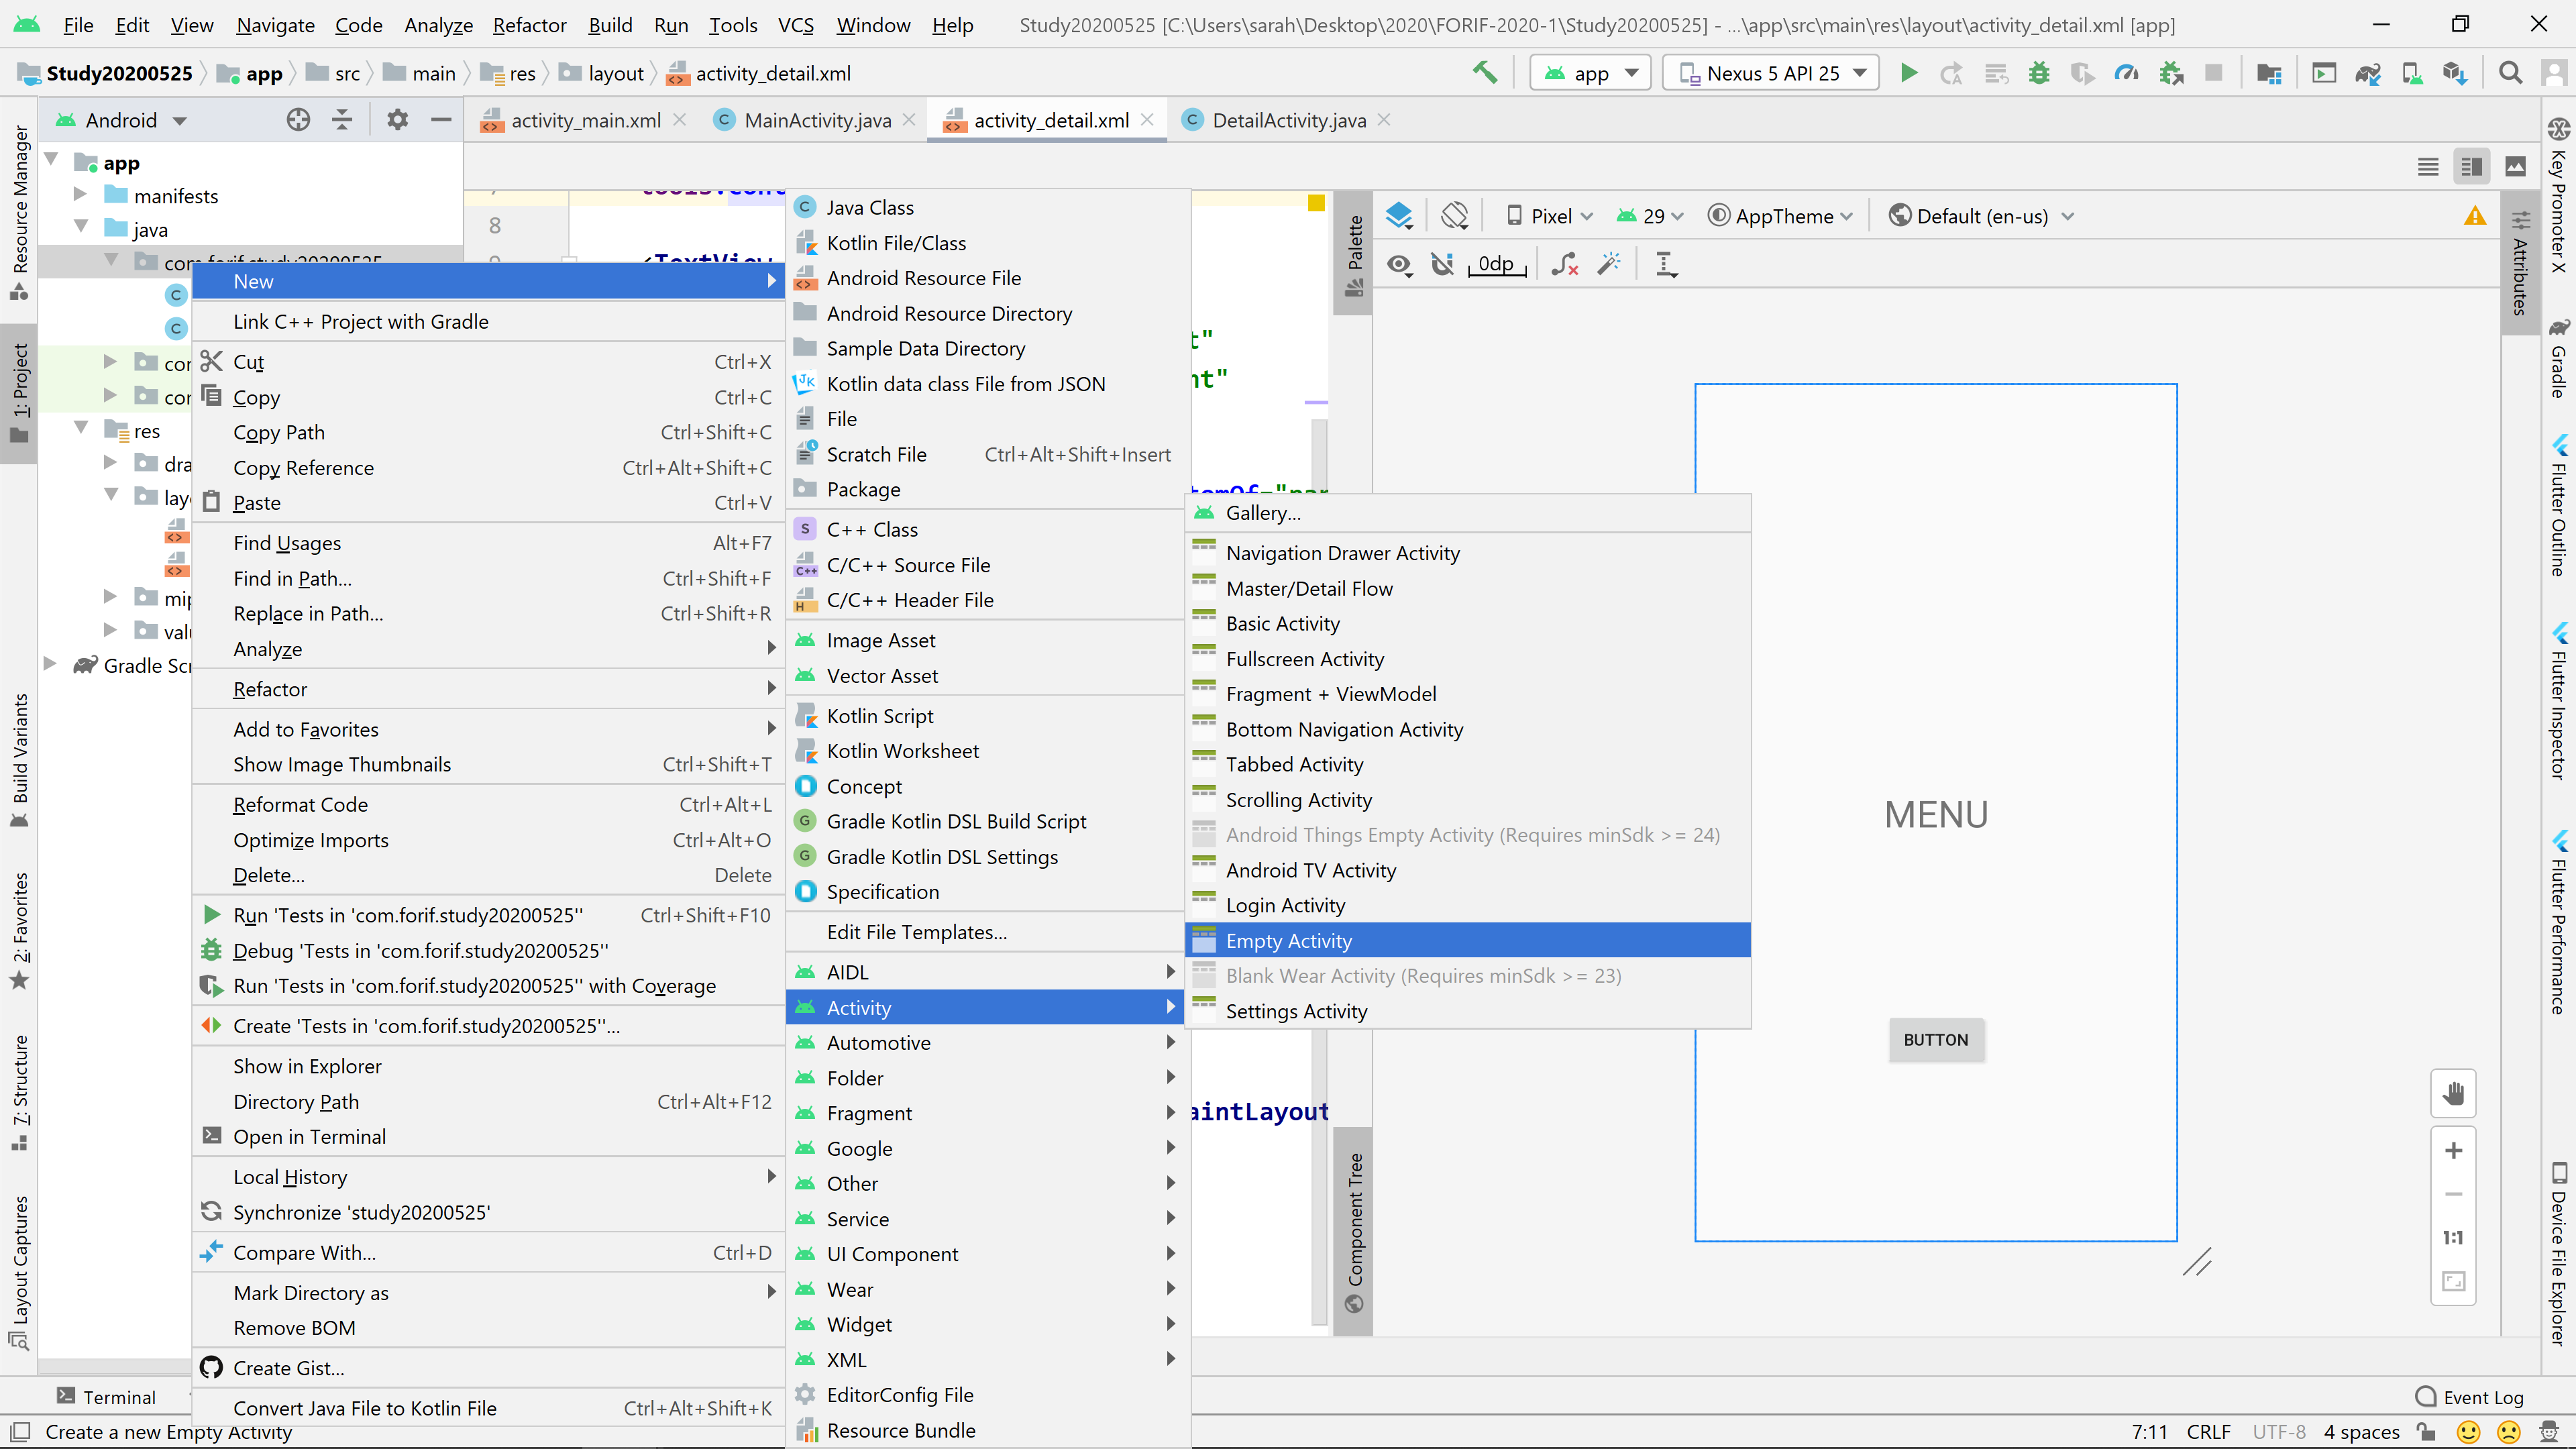 File Edit View Navigate Code Analyze Refactor Build Run Tools VCS Window Help Study20200525 [C:\Users\sarah\Desktop\2020\FORIF-2020-1\Study20200525] - ...\app\src\main\res\layout\activity_detail.xml [app]
Study20200525 app src main res layout activity_detail.xml app Nexus 5 API 25
Android activity_main.xml MainActivity.java activity_detail.xml DetailActivity.java
Resource Manager
1: Project
Build Variants
2: Favorites
7: Structure
Layout Captures
app
manifests
java
com.forif.study20200525
res
Gradle Scr
8
<TextView
New
Link C++ Project with Gradle
Cut Ctrl+X
Copy Ctrl+C
Copy Path Ctrl+Shift+C
Copy Reference Ctrl+Alt+Shift+C
Paste Ctrl+V
Find Usages Alt+F7
Find in Path... Ctrl+Shift+F
Replace in Path... Ctrl+Shift+R
Analyze
Refactor
Add to Favorites
Show Image Thumbnails Ctrl+Shift+T
Reformat Code Ctrl+Alt+L
Optimize Imports Ctrl+Alt+O
Delete... Delete
Run 'Tests in 'com.forif.study20200525'' Ctrl+Shift+F10
Debug 'Tests in 'com.forif.study20200525''
Run 'Tests in 'com.forif.study20200525'' with Coverage
Create 'Tests in 'com.forif.study20200525''...
Show in Explorer
Directory Path Ctrl+Alt+F12
Open in Terminal
Local History
Synchronize 'study20200525'
Compare With... Ctrl+D
Mark Directory as
Remove BOM
Create Gist...
Convert Java File to Kotlin File Ctrl+Alt+Shift+K
Java Class
Kotlin File/Class
Android Resource File
Android Resource Directory
Sample Data Directory
Kotlin data class File from JSON
File
Scratch File Ctrl+Alt+Shift+Insert
Package
C++ Class
C/C++ Source File
C/C++ Header File
Image Asset
Vector Asset
Kotlin Script
Kotlin Worksheet
Concept
Gradle Kotlin DSL Build Script
Gradle Kotlin DSL Settings
Specification
Edit File Templates...
AIDL
Activity
Automotive
Folder
Fragment
Google
Other
Service
UI Component
Wear
Widget
XML
EditorConfig File
Resource Bundle
Gallery...
Navigation Drawer Activity
Master/Detail Flow
Basic Activity
Fullscreen Activity
Fragment + ViewModel
Bottom Navigation Activity
Tabbed Activity
Scrolling Activity
Android Things Empty Activity (Requires minSdk >= 24)
Android TV Activity
Login Activity
Empty Activity
Blank Wear Activity (Requires minSdk >= 23)
Settings Activity
aintLayout
Palette
Component Tree
Pixel 29 AppTheme Default (en-us)
0dp
MENU
BUTTON
1:1
Attributes
Key Promoter X
Gradle
Flutter Outline
Flutter Inspector
Flutter Performance
Device File Explorer
Terminal Event Log
Create a new Empty Activity 7:11 CRLF UTF-8 4 spaces